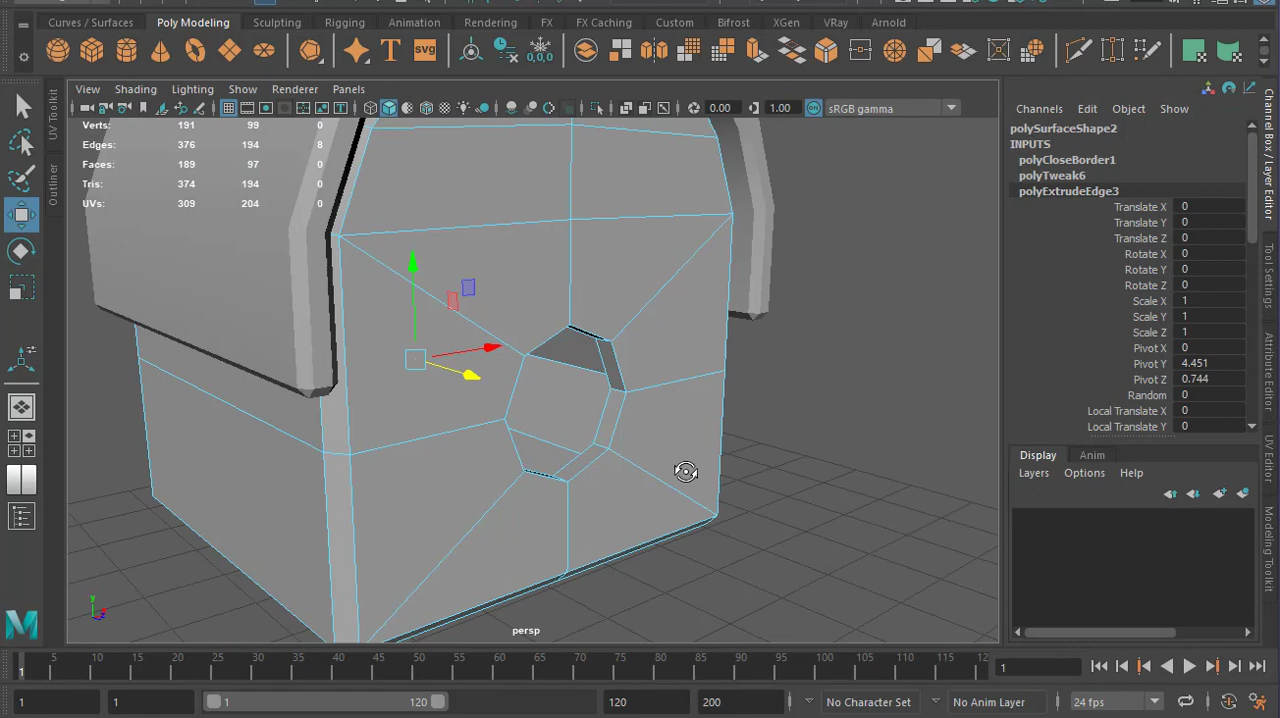 Curves / Surfaces Poly Modeling Sculpting Rigging Animation Rendering FX FX Caching Custom Bifrost XGen VRay Arnold
T svg 0,0,0
View Shading Lighting Show Renderer Panels
0.00 1.00 ON sRGB gamma
Verts: 191 99 0
Edges: 376 194 8
Faces: 189 97 0
Tris: 374 194 0
UVs: 309 204 0
UV Toolkit
Outliner
y
x
z
persp
Channels Edit Object Show
polySurfaceShape2
INPUTS
polyCloseBorder1
polyTweak6
polyExtrudeEdge3
Translate X 0
Translate Y 0
Translate Z 0
Rotate X 0
Rotate Y 0
Rotate Z 0
Scale X 1
Scale Y 1
Scale Z 1
Pivot X 0
Pivot Y 4.451
Pivot Z 0.744
Random 0
Local Translate X 0
Local Translate Y 0
Display Anim
Layers Options Help
Channel Box / Layer Editor
Tool Settings
Attribute Editor
UV Editor
Modeling Toolkit
5 10 15 20 25 30 35 40 45 50 55 60 65 70 75 80 85 90 95 100 105 110 115 12
1 1
1 1 1 120 120 200 No Character Set No Anim Layer 24 fps